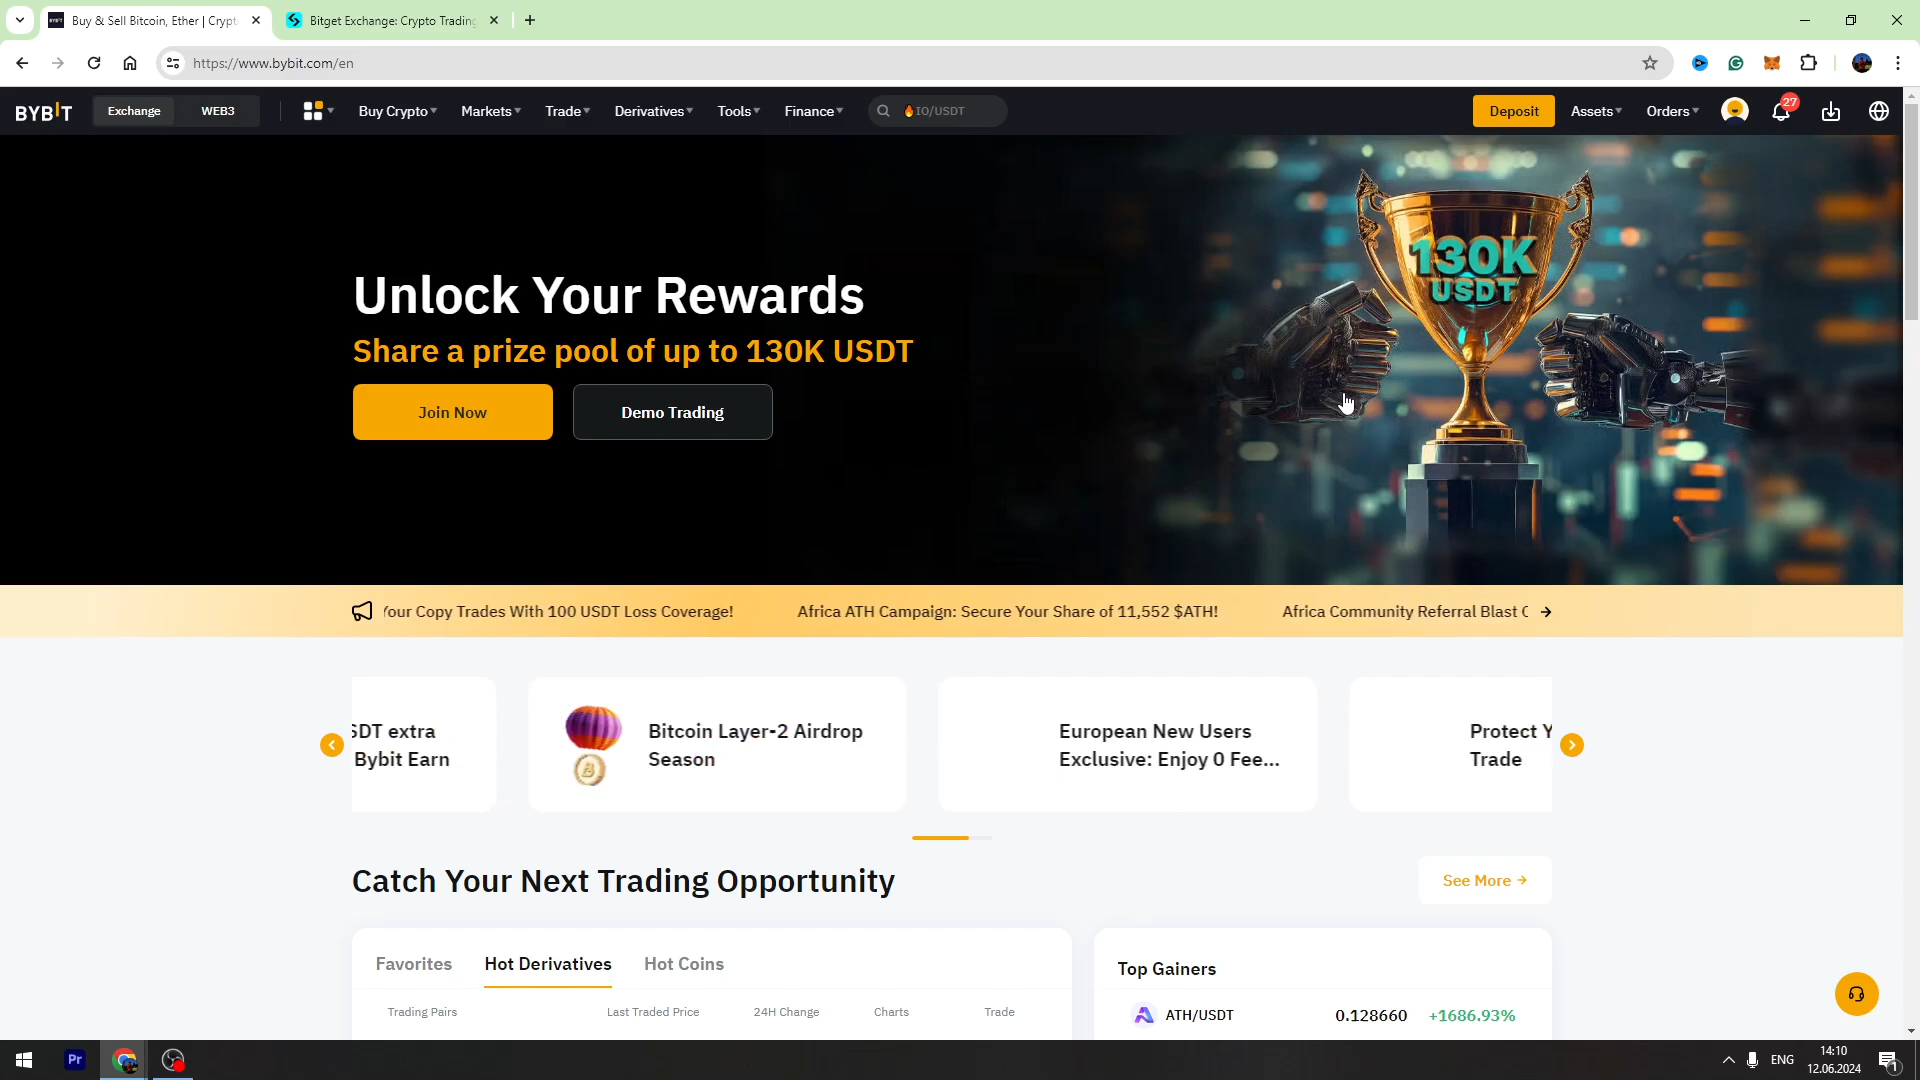 Buy & Sell Bitcoin, Ether | Crypt
Bitget Exchange: Crypto Trading
https://www.bybit.com/en
BYBIT
Exchange
WEB3
Buy Crypto
Markets
Trade
Derivatives
Tools
Finance
IO/USDT
Deposit
Assets
Orders
27
130K
USDT
Unlock Your Rewards
Share a prize pool of up to 130K USDT
Join Now
Demo Trading
Your Copy Trades With 100 USDT Loss Coverage!
Africa ATH Campaign: Secure Your Share of 11,552 $ATH!
Africa Community Referral Blast
SDT extra
Bybit Earn
Bitcoin Layer-2 Airdrop
Season
European New Users
Exclusive: Enjoy 0 Fee...
Protect Y
Trade
Catch Your Next Trading Opportunity
See More →
Favorites
Hot Derivatives
Hot Coins
Trading Pairs
Last Traded Price
24H Change
Charts
Trade
Top Gainers
ATH/USDT
0.128660
+1686.93%
Pr
ENG
14:10
12.06.2024
1